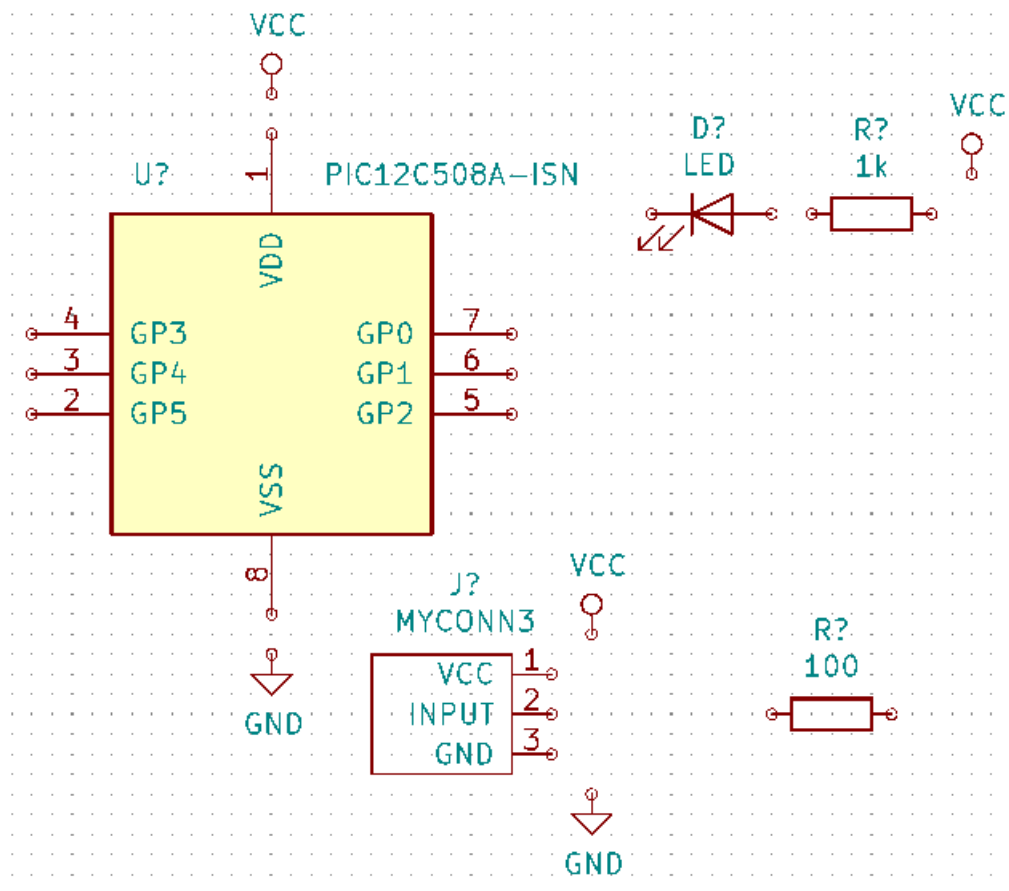 VCC
VCC
D?
LED
R?
1k
U?
1
PIC12C508A-ISN
VDD
4
GP3
GP0
7
3
GP4
GP1
6
2
GP5
GP2
5
VSS
8
GND
J?
MYCONN3
VCC
VCC
1
INPUT
2
GND
3
R?
100
GND